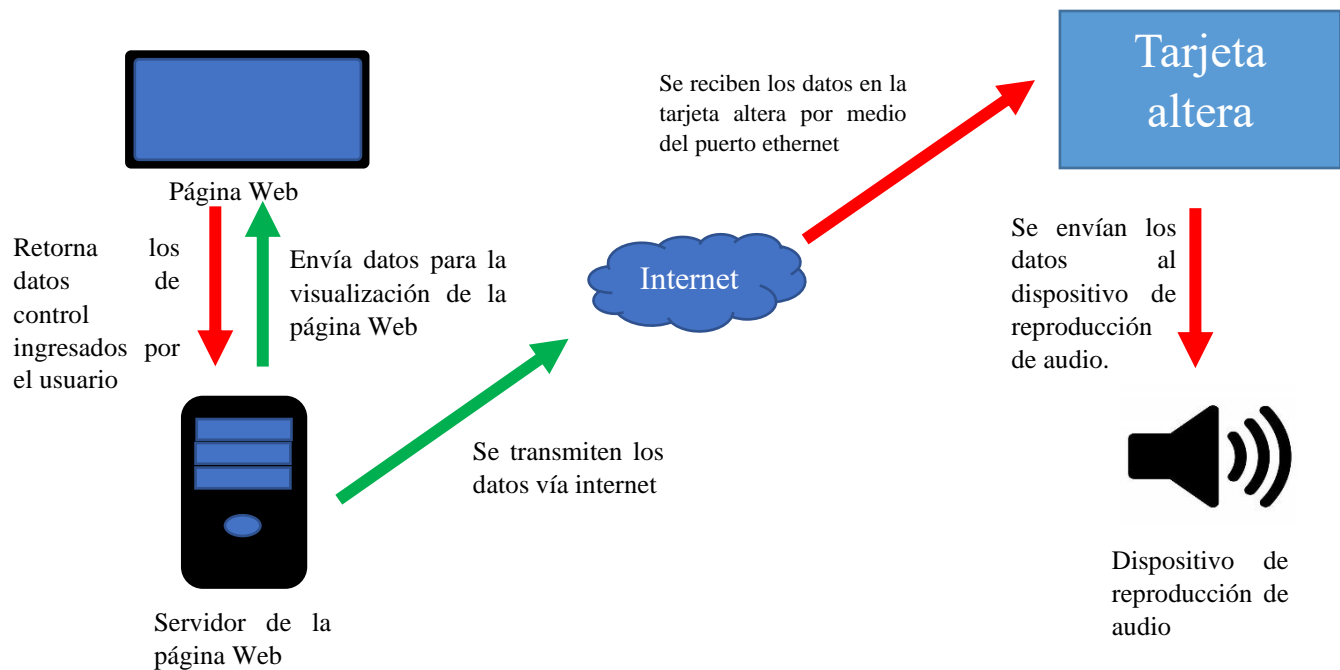 Página Web
Retorna los
datos de
control
ingresados por
el usuario
Envía datos para la
visualización de la
página Web
Servidor de la
página Web
Se transmiten los
datos vía internet
Internet
Se reciben los datos en la
tarjeta altera por medio
del puerto ethernet
Tarjeta
altera
Se envían los
datos al
dispositivo de
reproducción
de audio.
Dispositivo de
reproducción de
audio